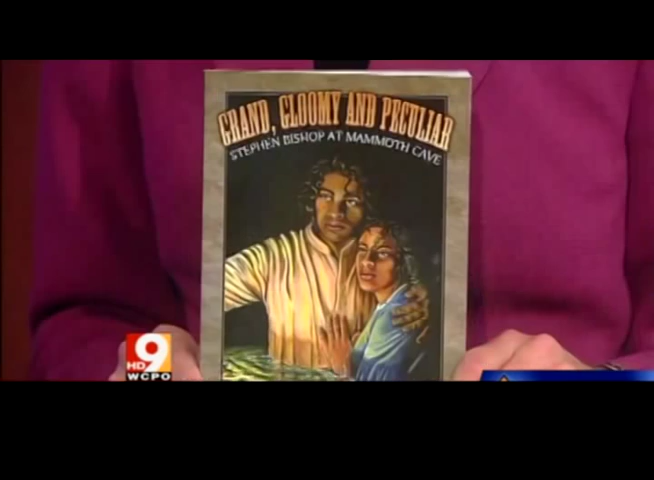 GRAND, GLOOMY AND PECULIAR
STEPHEN BISHOP AT MAMMOTH CAVE
HD 9
WCPO